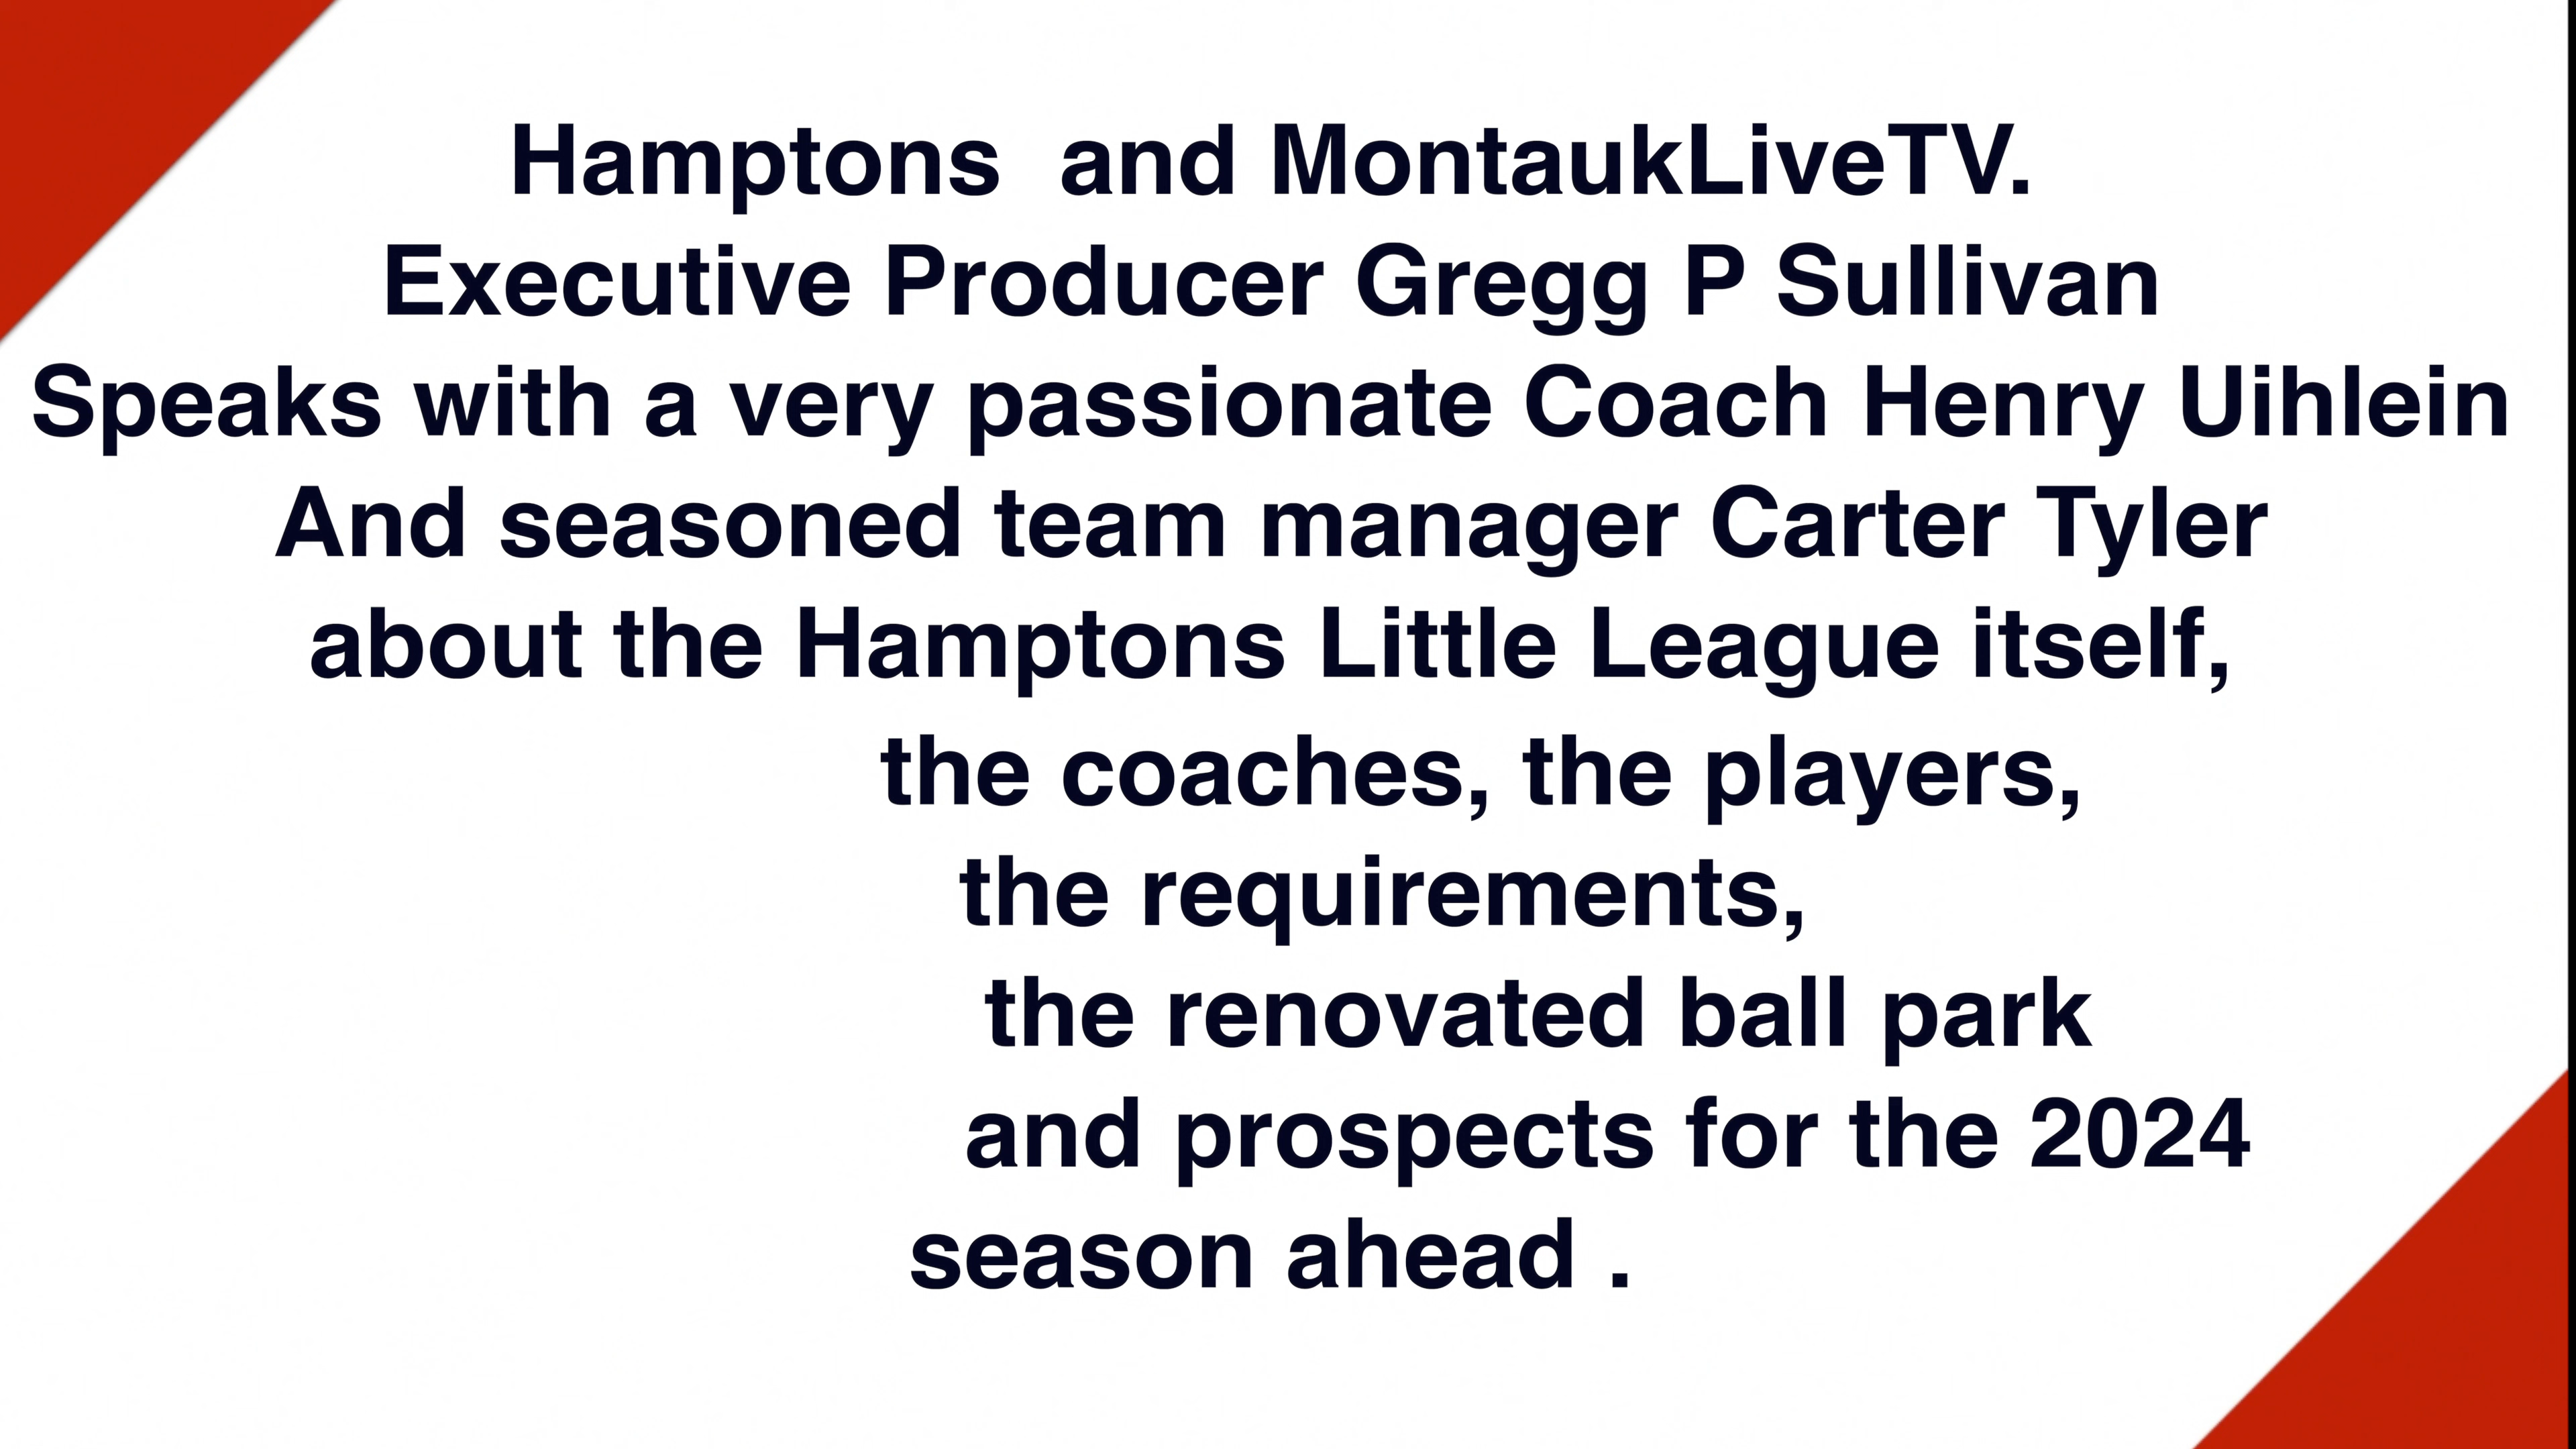 Hamptons  and MontaukLiveTV.
Executive Producer Gregg P Sullivan
Speaks with a very passionate Coach Henry Uihlein
And seasoned team manager Carter Tyler
about the Hamptons Little League itself,
the coaches, the players,
the requirements,
the renovated ball park
and prospects for the 2024
season ahead .